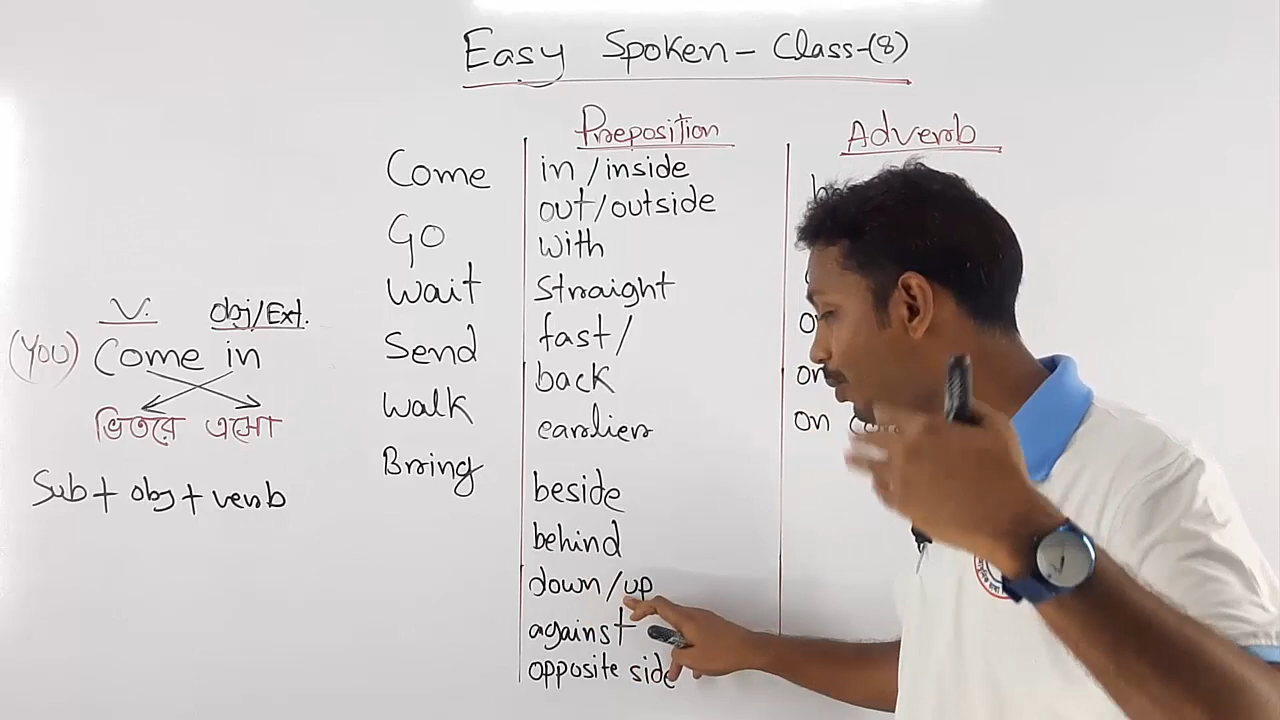 Easy Spoken - Class-(8)
Preposition
Adverb
Come
Go
Wait
Send
Walk
Bring
in / inside
out/outside
with
Straight
fast /
back
earlier
beside
behind
down/up
against
opposite side
on
on
V. obj/Ext.
(You) Come in
ভিতরে এসো
Sub + obj + verb